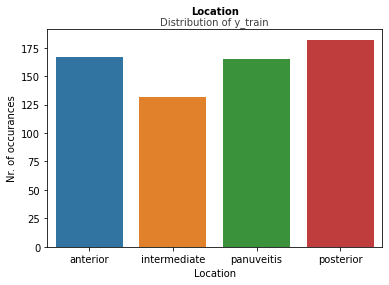 Location
Distribution of y_train
175
150
125
100
75
50
25
0
Nr. of occurances
anterior intermediate panuveitis posterior
Location